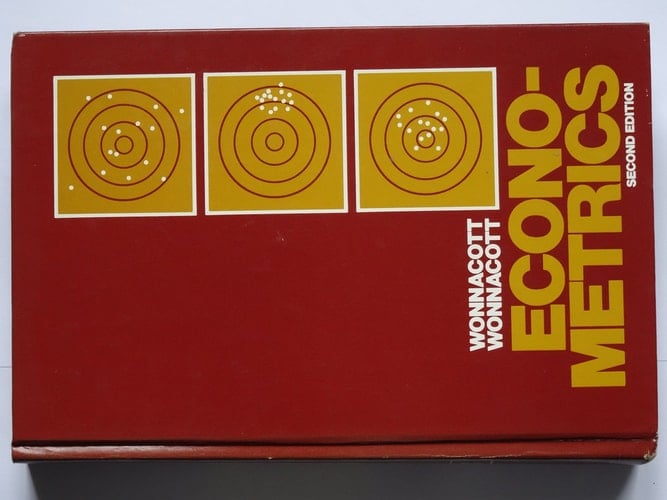 WONNACOTT
WONNACOTT
ECONO-
METRICS
SECOND EDITION